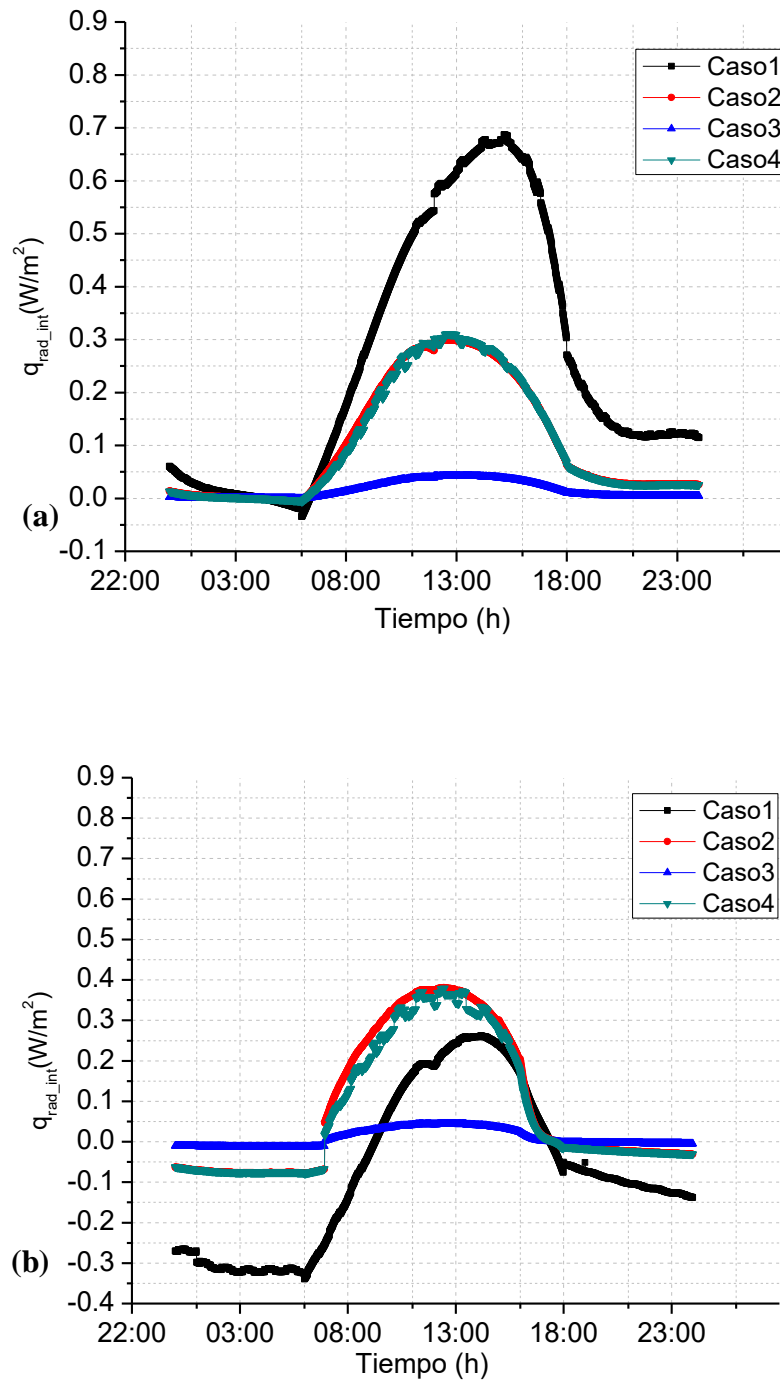 0.9
0.8
0.7
0.6
0.5
0.4
0.3
0.2
0.1
0.0
-0.1
q_rad_int(W/m²)
Caso1
Caso2
Caso3
Caso4
(a)
22:00 03:00 08:00 13:00 18:00 23:00
Tiempo (h)
0.9
0.8
0.7
0.6
0.5
0.4
0.3
0.2
0.1
0.0
-0.1
-0.2
-0.3
-0.4
q_rad_int(W/m²)
Caso1
Caso2
Caso3
Caso4
(b)
22:00 03:00 08:00 13:00 18:00 23:00
Tiempo (h)